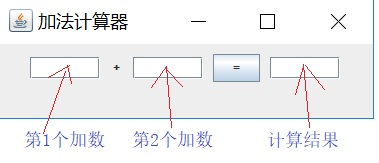 加法计算器
+ =
第1个加数 第2个加数 计算结果